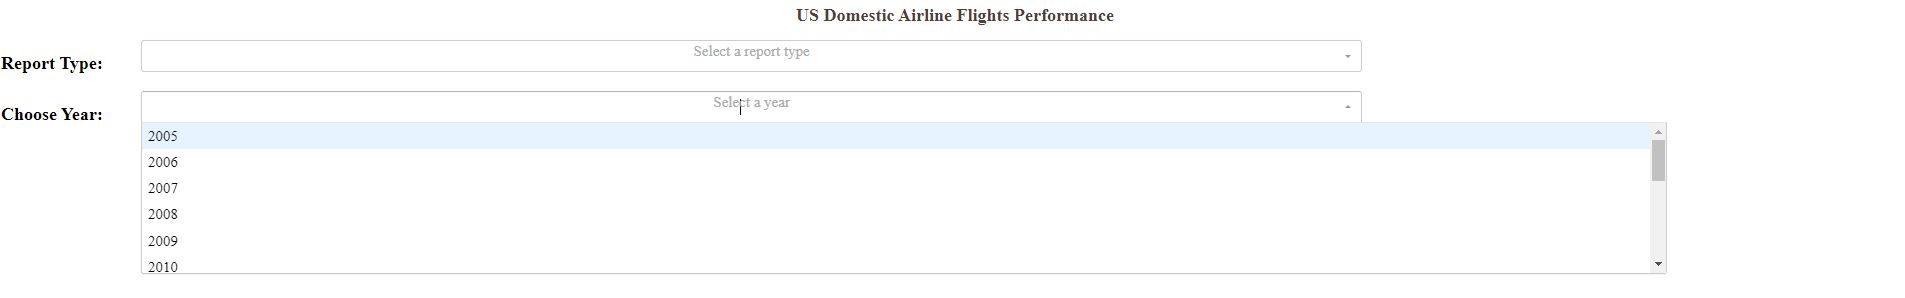 US Domestic Airline Flights Performance
Report Type:
Select a report type
Choose Year:
Select a year
2005
2006
2007
2008
2009
2010